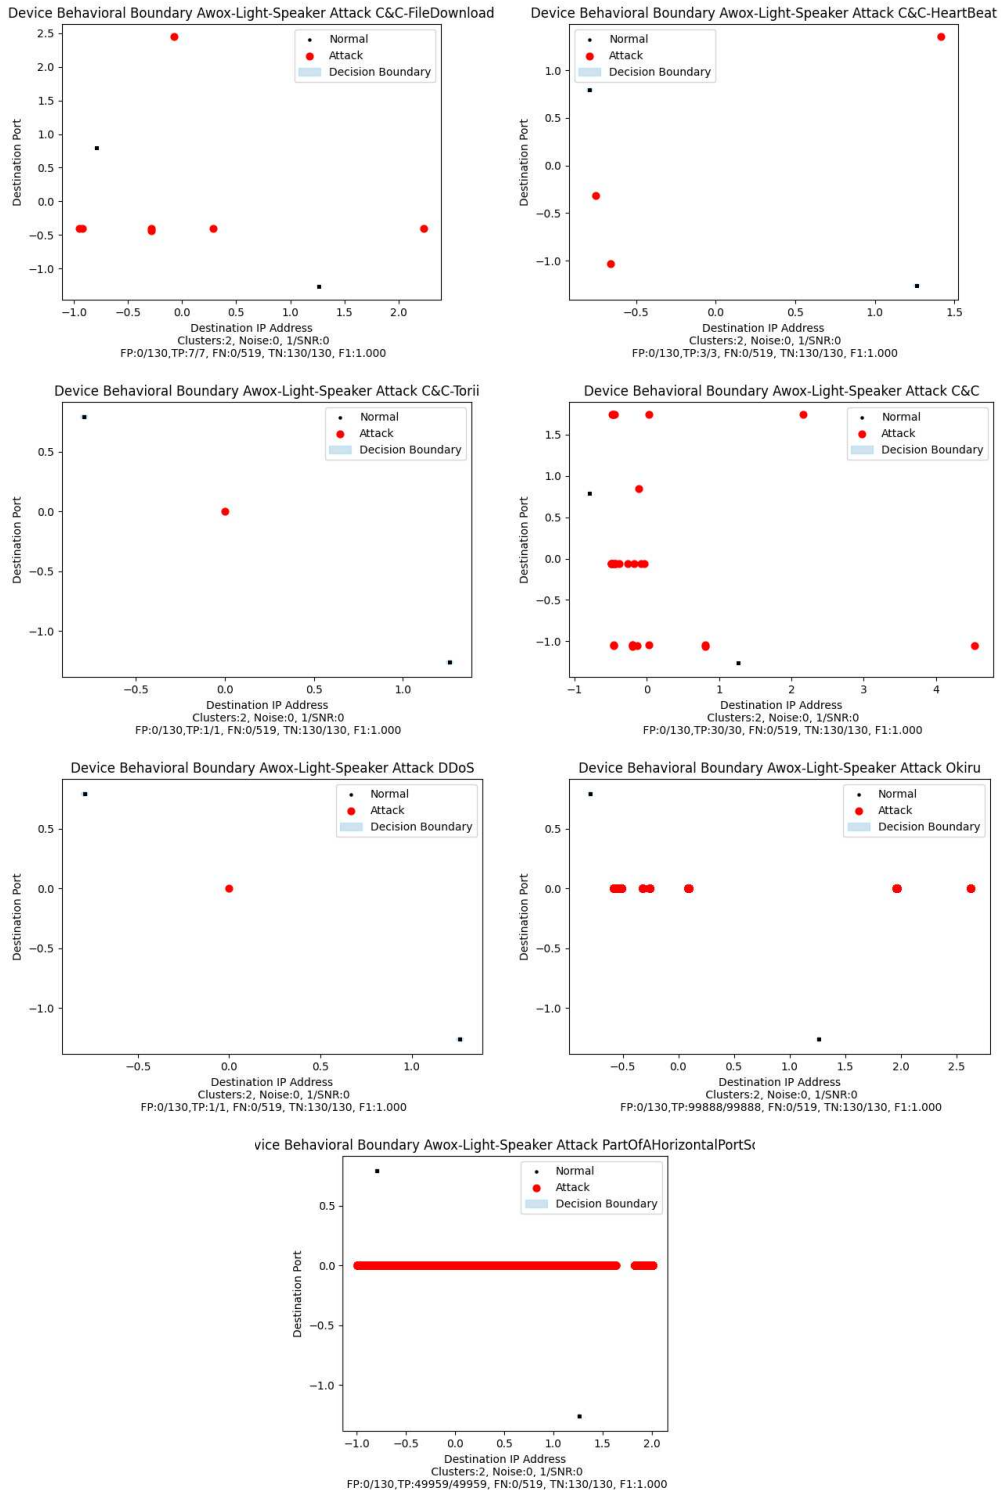 Device Behavioral Boundary Awox-Light-Speaker Attack C&C-FileDownload
Normal
Attack
Decision Boundary
2.5
2.0
1.5
1.0
0.5
0.0
−0.5
−1.0
Destination Port
−1.0 −0.5 0.0 0.5 1.0 1.5 2.0
Destination IP Address
Clusters:2, Noise:0, 1/SNR:0
FP:0/130,TP:7/7, FN:0/519, TN:130/130, F1:1.000
Device Behavioral Boundary Awox-Light-Speaker Attack C&C-HeartBeat
Normal
Attack
Decision Boundary
1.0
0.5
0.0
−0.5
−1.0
Destination Port
−0.5 0.0 0.5 1.0 1.5
Destination IP Address
Clusters:2, Noise:0, 1/SNR:0
FP:0/130,TP:3/3, FN:0/519, TN:130/130, F1:1.000
Device Behavioral Boundary Awox-Light-Speaker Attack C&C-Torii
Normal
Attack
Decision Boundary
0.5
0.0
−0.5
−1.0
Destination Port
−0.5 0.0 0.5 1.0
Destination IP Address
Clusters:2, Noise:0, 1/SNR:0
FP:0/130,TP:1/1, FN:0/519, TN:130/130, F1:1.000
Device Behavioral Boundary Awox-Light-Speaker Attack C&C
Normal
Attack
Decision Boundary
1.5
1.0
0.5
0.0
−0.5
−1.0
Destination Port
−1 0 1 2 3 4
Destination IP Address
Clusters:2, Noise:0, 1/SNR:0
FP:0/130,TP:30/30, FN:0/519, TN:130/130, F1:1.000
Device Behavioral Boundary Awox-Light-Speaker Attack DDoS
Normal
Attack
Decision Boundary
0.5
0.0
−0.5
−1.0
Destination Port
−0.5 0.0 0.5 1.0
Destination IP Address
Clusters:2, Noise:0, 1/SNR:0
FP:0/130,TP:1/1, FN:0/519, TN:130/130, F1:1.000
Device Behavioral Boundary Awox-Light-Speaker Attack Okiru
Normal
Attack
Decision Boundary
0.5
0.0
−0.5
−1.0
Destination Port
−0.5 0.0 0.5 1.0 1.5 2.0 2.5
Destination IP Address
Clusters:2, Noise:0, 1/SNR:0
FP:0/130,TP:99888/99888, FN:0/519, TN:130/130, F1:1.000
vice Behavioral Boundary Awox-Light-Speaker Attack PartOfAHorizontalPortSc
Normal
Attack
Decision Boundary
0.5
0.0
−0.5
−1.0
Destination Port
−1.0 −0.5 0.0 0.5 1.0 1.5 2.0
Destination IP Address
Clusters:2, Noise:0, 1/SNR:0
FP:0/130,TP:49959/49959, FN:0/519, TN:130/130, F1:1.000